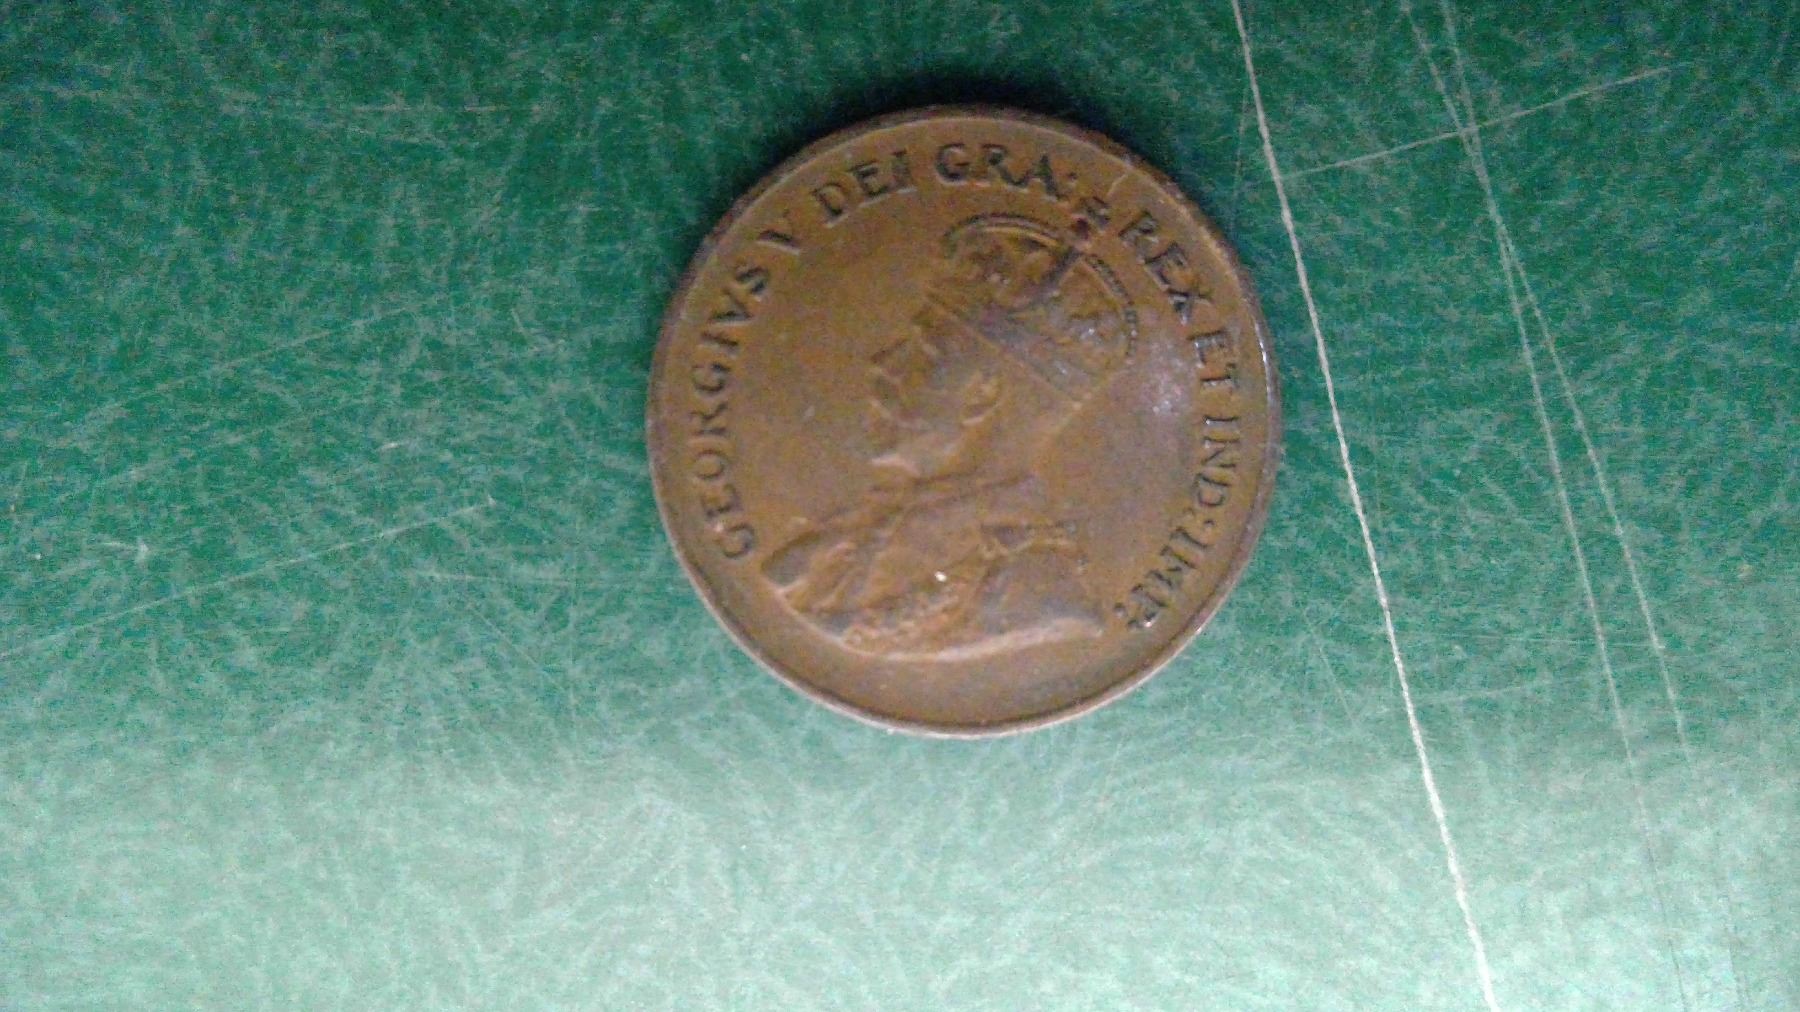 GEORGIVS V DEI GRA: REX ET IND: IMP: